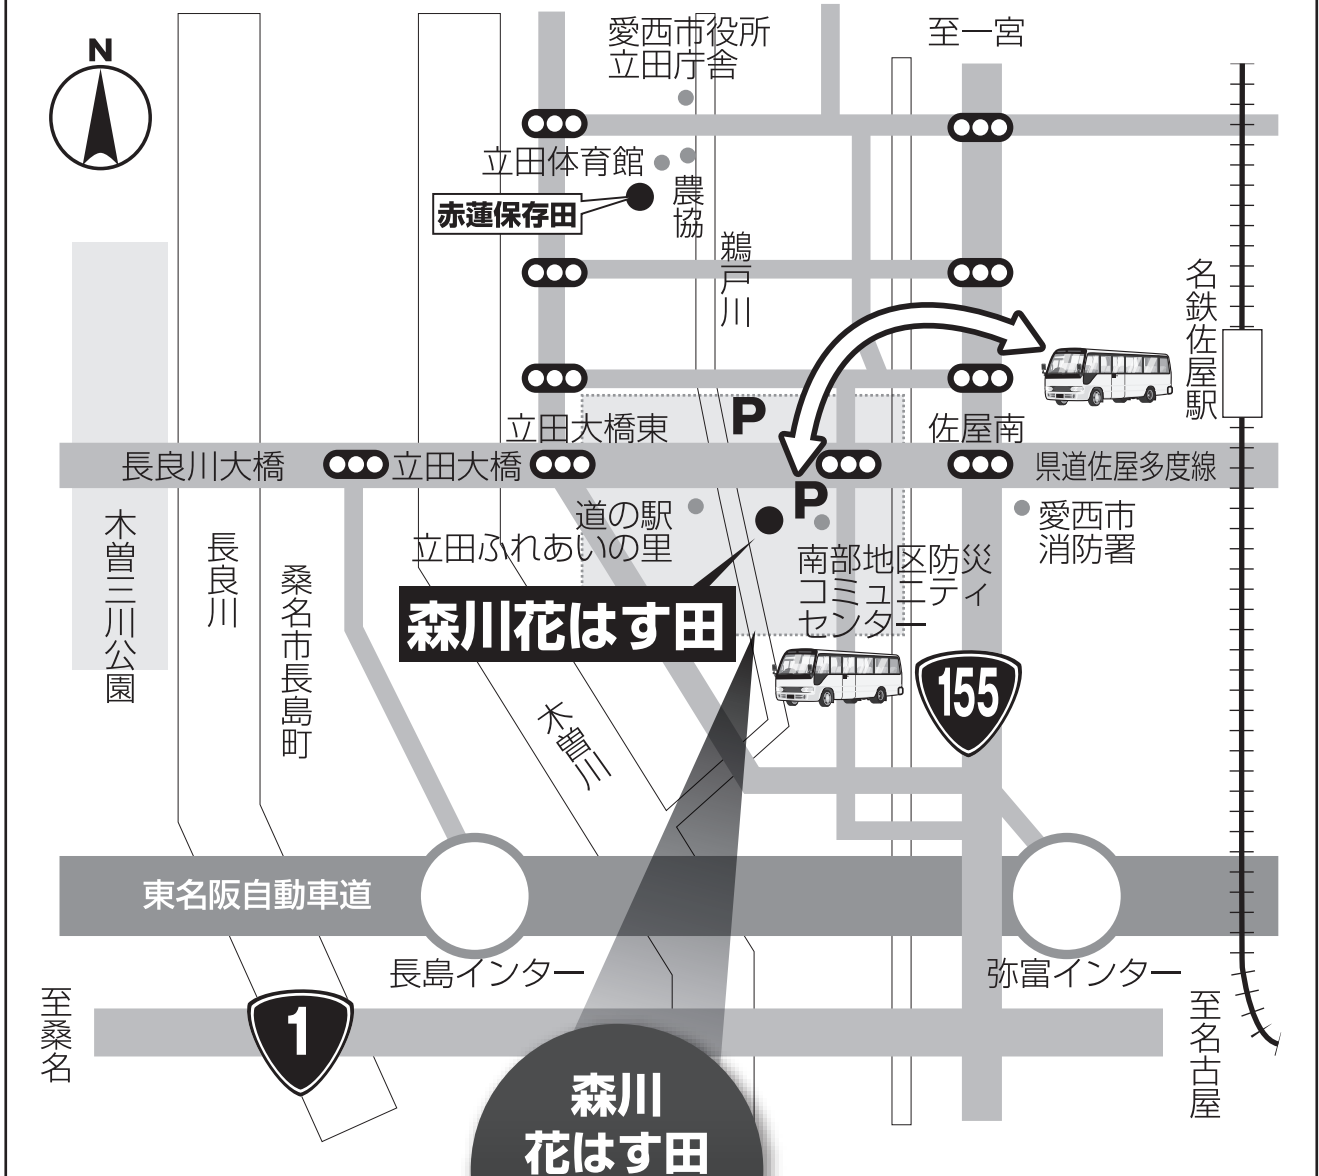 N
愛西市役所
立田庁舎
至一宮
立田体育館
農協
赤蓮保存田
鵜戸川
名鉄佐屋駅
P
立田大橋東
佐屋南
長良川大橋
立田大橋
県道佐屋多度線
P
道の駅
立田ふれあいの里
愛西市
消防署
木曽三川公園
長良川
桑名市長島町
南部地区防災
コミュニティ
センター
森川花はす田
155
木曽川
東名阪自動車道
長島インター
弥富インター
至桑名
1
至名古屋
森川
花はす田